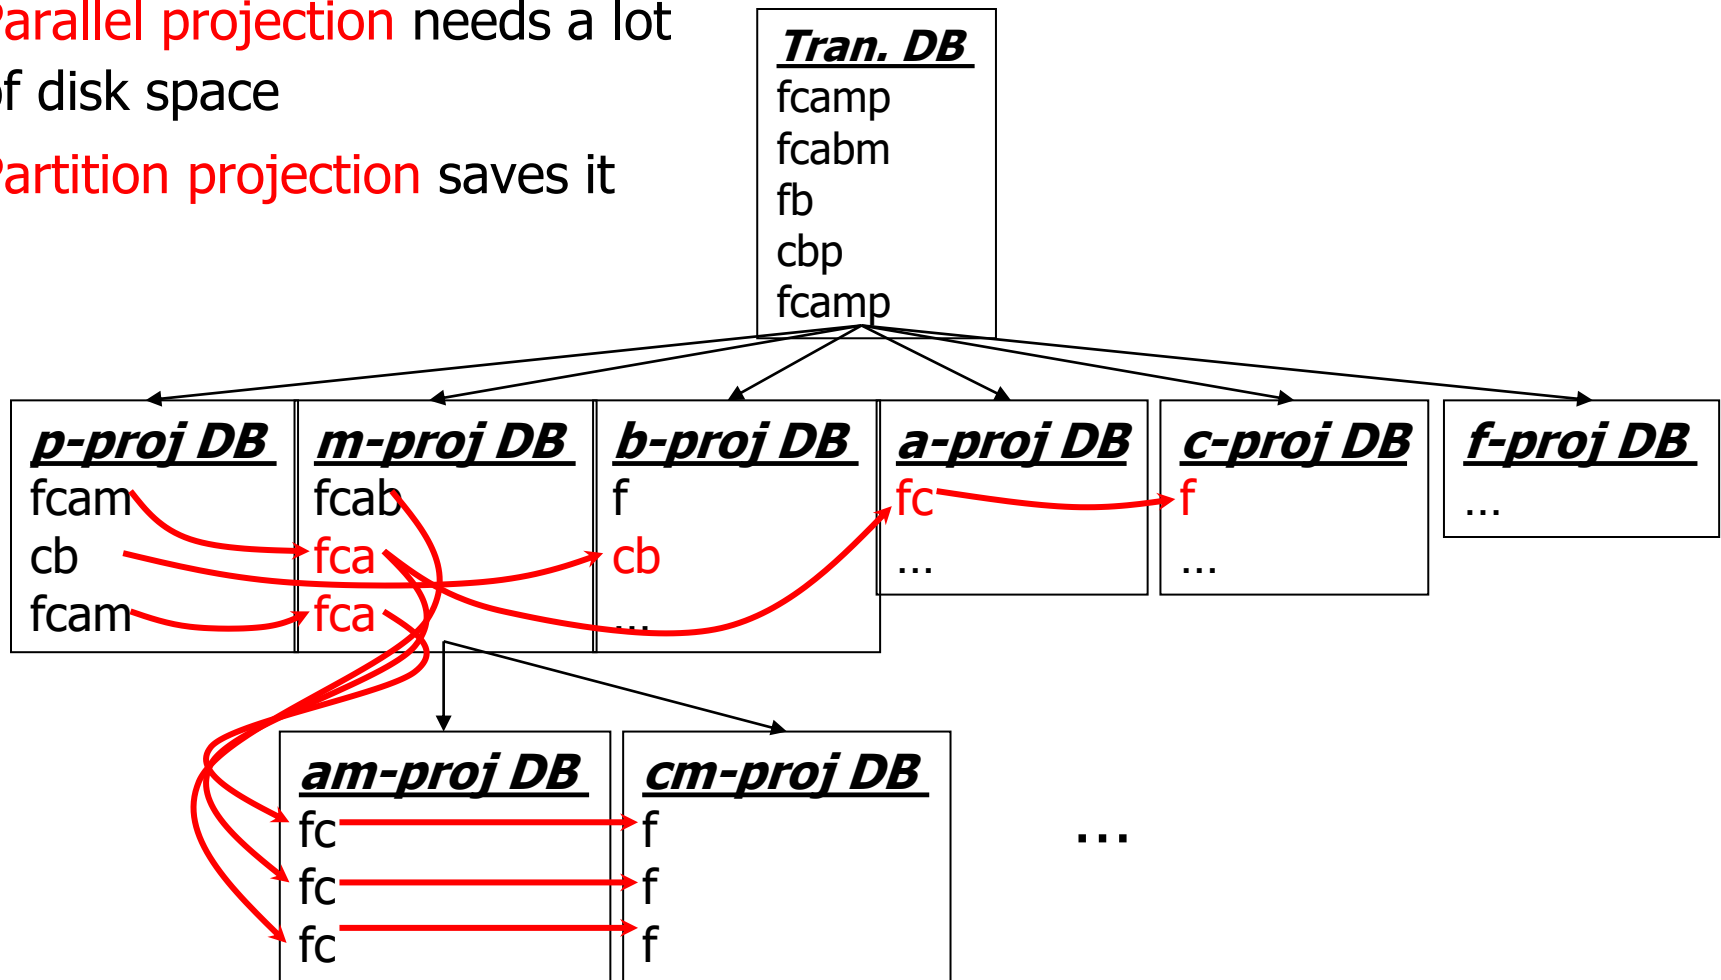 arallel projection needs a lot
of disk space
artition projection saves it
Tran. DB
fcamp
fcabm
fb
cbp
fcamp
p-proj DB
fcam
cb
fcam
m-proj DB
fcab
fca
fca
b-proj DB
f
cb
...
a-proj DB
fc
...
c-proj DB
f
...
f-proj DB
...
am-proj DB
fc
fc
fc
cm-proj DB
f
f
f
...